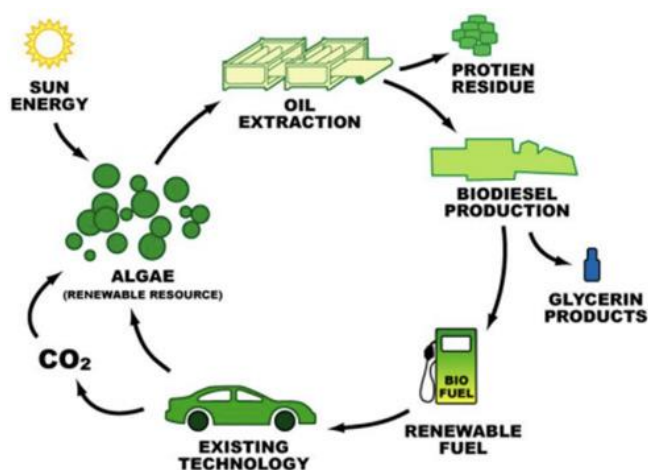 SUN
ENERGY
OIL
EXTRACTION
PROTIEN
RESIDUE
BIODIESEL
PRODUCTION
GLYCERIN
PRODUCTS
BIO
FUEL
RENEWABLE
FUEL
EXISTING
TECHNOLOGY
CO₂
ALGAE
(RENEWABLE RESOURCE)